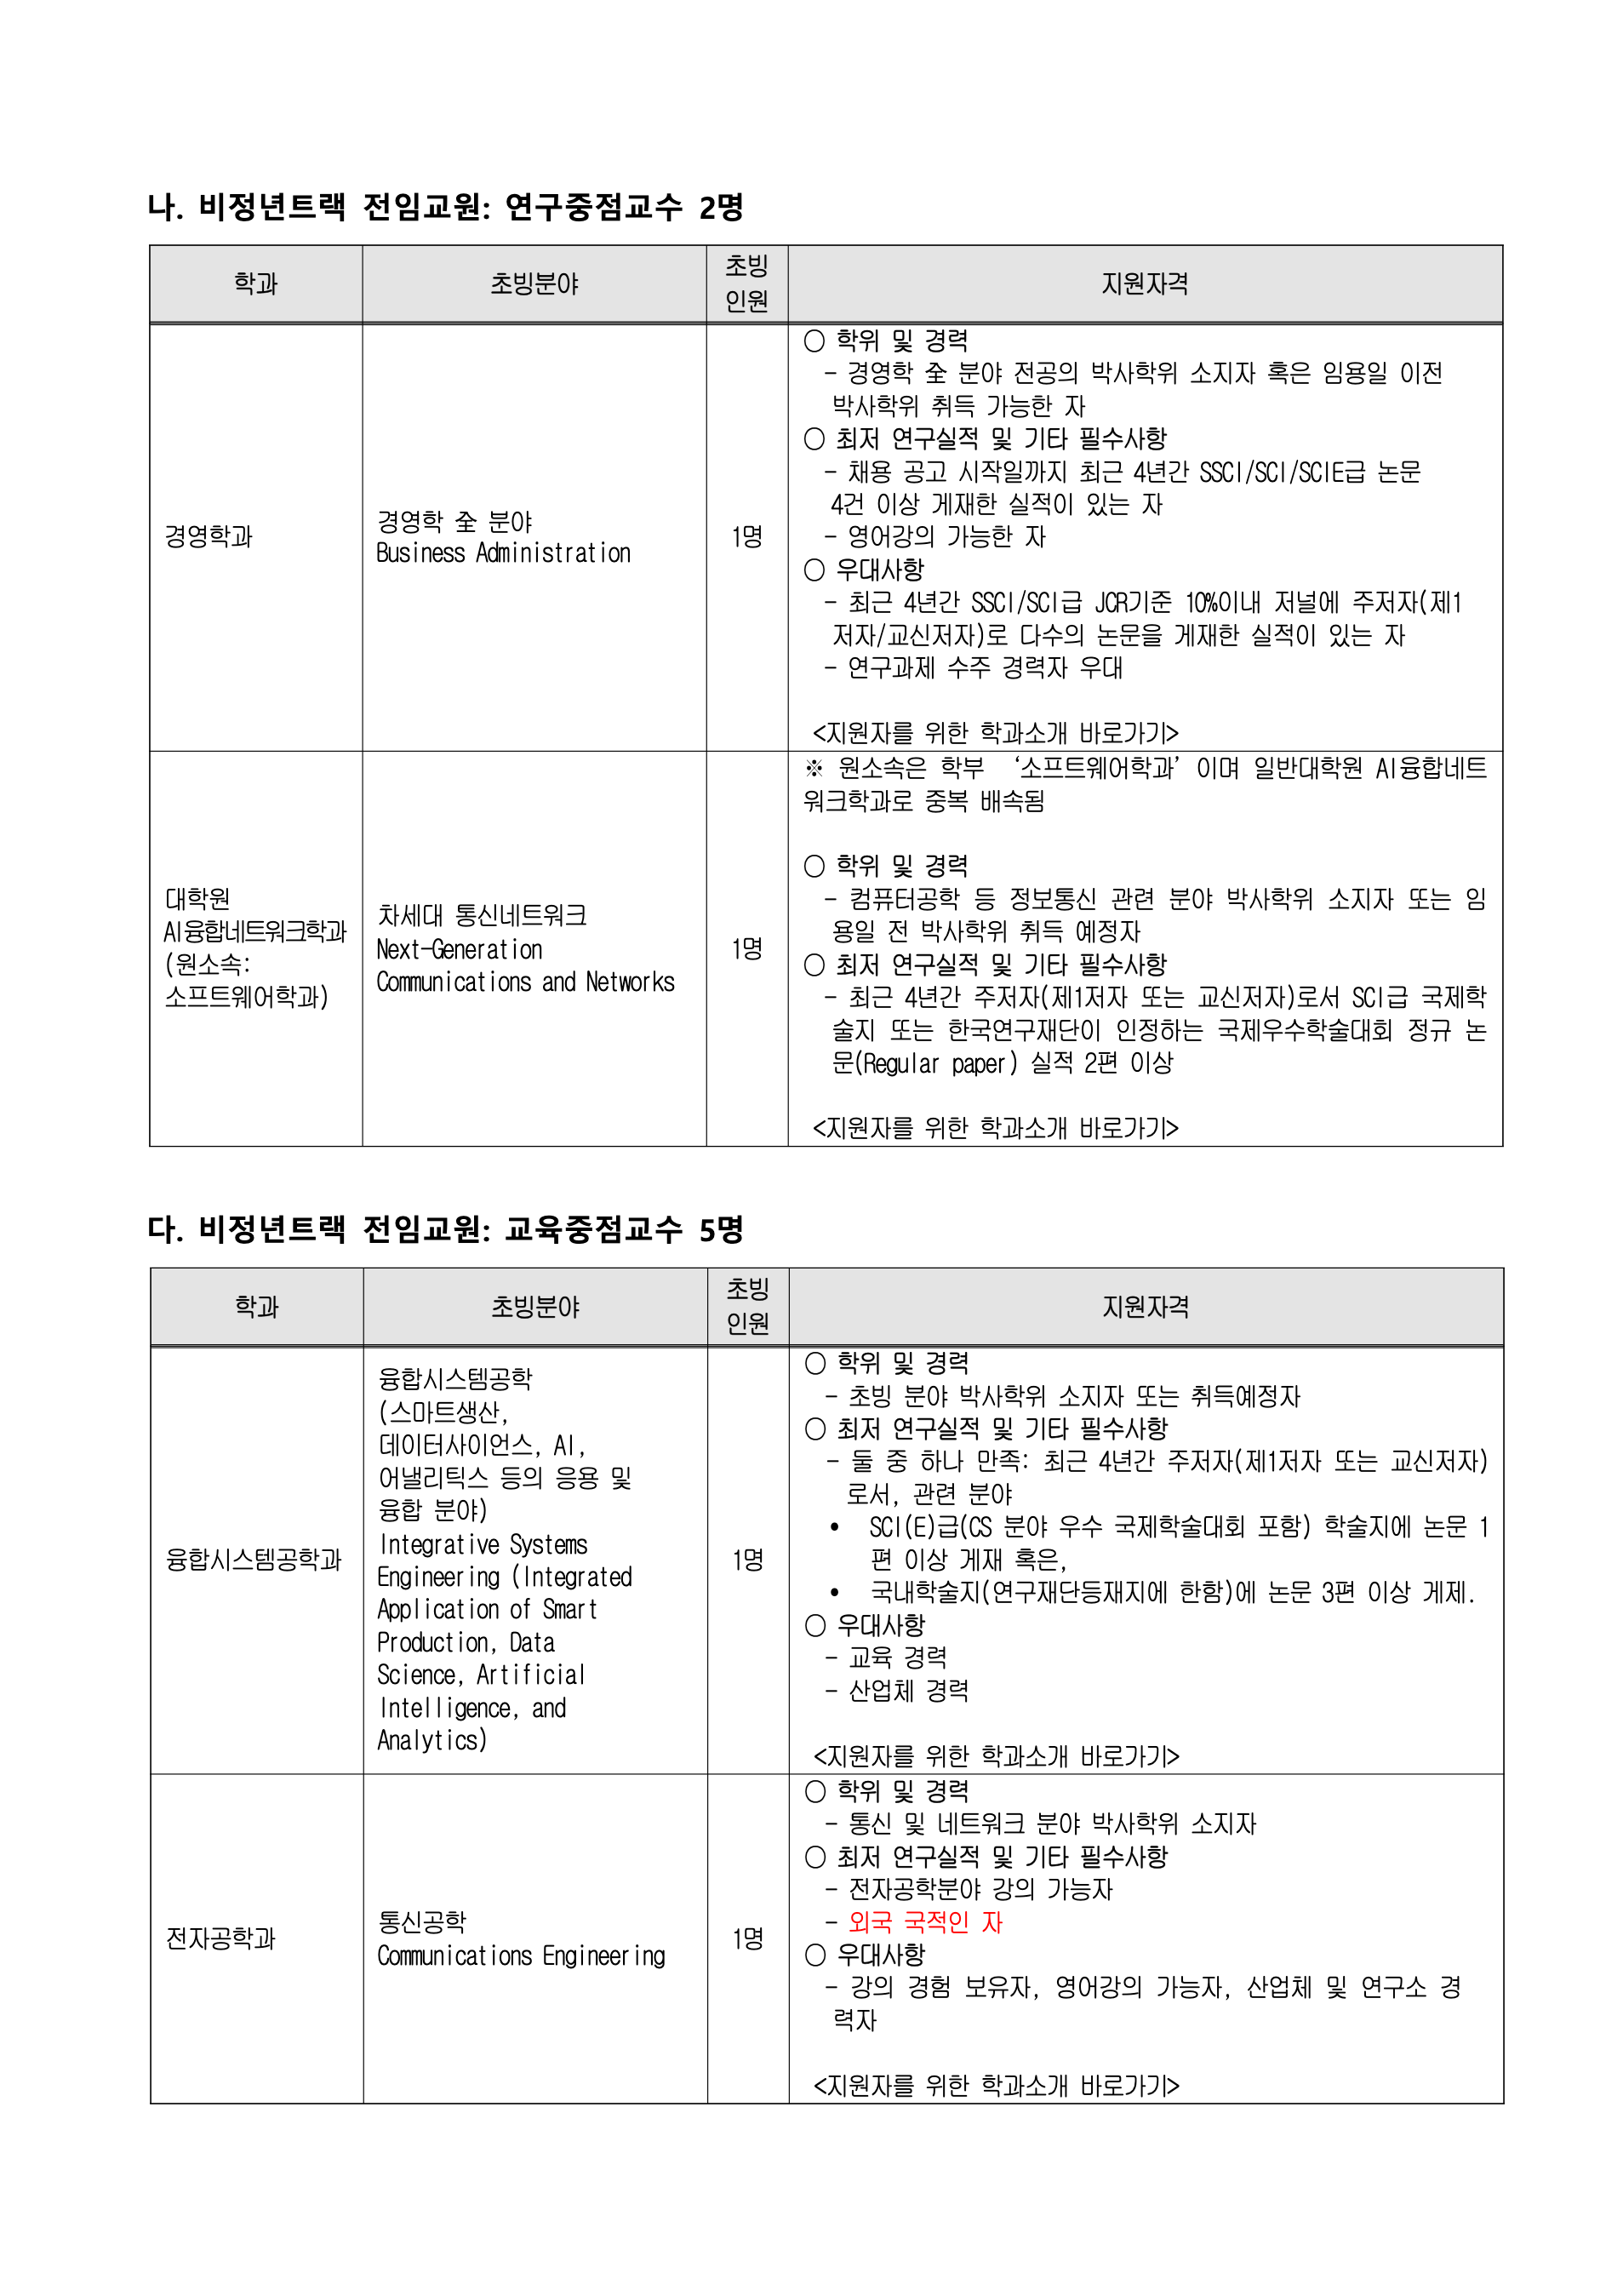 나. 비정년트랙 전임교원: 연구중점교수 2명
학과
초빙분야
초빙
인원
지원자격
경영학과
경영학 全 분야
Business Administration
1명
○ 학위 및 경력
- 경영학 全 분야 전공의 박사학위 소지자 혹은 임용일 이전
박사학위 취득 가능한 자
○ 최저 연구실적 및 기타 필수사항
- 채용 공고 시작일까지 최근 4년간 SSCI/SCI/SCIE급 논문
4건 이상 게재한 실적이 있는 자
- 영어강의 가능한 자
○ 우대사항
- 최근 4년간 SSCI/SCI급 JCR기준 10%이내 저널에 주저자(제1
저자/교신저자)로 다수의 논문을 게재한 실적이 있는 자
- 연구과제 수주 경력자 우대
<지원자를 위한 학과소개 바로가기>
대학원
AI융합네트워크학과
(원소속:
소프트웨어학과)
차세대 통신네트워크
Next-Generation
Communications and Networks
1명
※ 원소속은 학부 ‘소프트웨어학과’이며 일반대학원 AI융합네트
워크학과로 중복 배속됨
○ 학위 및 경력
- 컴퓨터공학 등 정보통신 관련 분야 박사학위 소지자 또는 임
용일 전 박사학위 취득 예정자
○ 최저 연구실적 및 기타 필수사항
- 최근 4년간 주저자(제1저자 또는 교신저자)로서 SCI급 국제학
술지 또는 한국연구재단이 인정하는 국제우수학술대회 정규 논
문(Regular paper) 실적 2편 이상
<지원자를 위한 학과소개 바로가기>
다. 비정년트랙 전임교원: 교육중점교수 5명
학과
초빙분야
초빙
인원
지원자격
융합시스템공학과
융합시스템공학
(스마트생산,
데이터사이언스, AI,
어낼리틱스 등의 응용 및
융합 분야)
Integrative Systems
Engineering (Integrated
Application of Smart
Production, Data
Science, Artificial
Intelligence, and
Analytics)
1명
○ 학위 및 경력
- 초빙 분야 박사학위 소지자 또는 취득예정자
○ 최저 연구실적 및 기타 필수사항
- 둘 중 하나 만족: 최근 4년간 주저자(제1저자 또는 교신저자)
로서, 관련 분야
• SCI(E)급(CS 분야 우수 국제학술대회 포함) 학술지에 논문 1
편 이상 게재 혹은,
• 국내학술지(연구재단등재지에 한함)에 논문 3편 이상 게제.
○ 우대사항
- 교육 경력
- 산업체 경력
<지원자를 위한 학과소개 바로가기>
전자공학과
통신공학
Communications Engineering
1명
○ 학위 및 경력
- 통신 및 네트워크 분야 박사학위 소지자
○ 최저 연구실적 및 기타 필수사항
- 전자공학분야 강의 가능자
- 외국 국적인 자
○ 우대사항
- 강의 경험 보유자, 영어강의 가능자, 산업체 및 연구소 경
력자
<지원자를 위한 학과소개 바로가기>